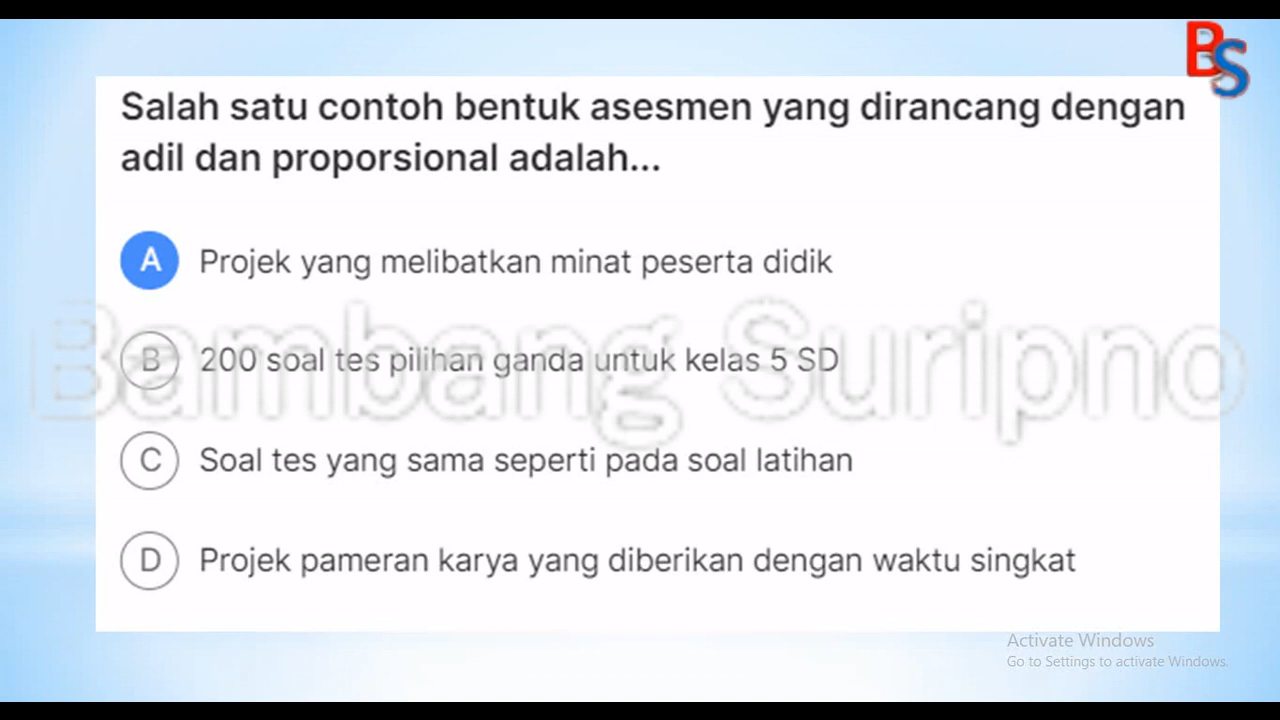 BS
Salah satu contoh bentuk asesmen yang dirancang dengan
adil dan proporsional adalah...
A Projek yang melibatkan minat peserta didik
Bambang Suripno
B 200 soal tes pilihan ganda untuk kelas 5 SD
C Soal tes yang sama seperti pada soal latihan
D Projek pameran karya yang diberikan dengan waktu singkat
Activate Windows
Go to Settings to activate Windows.